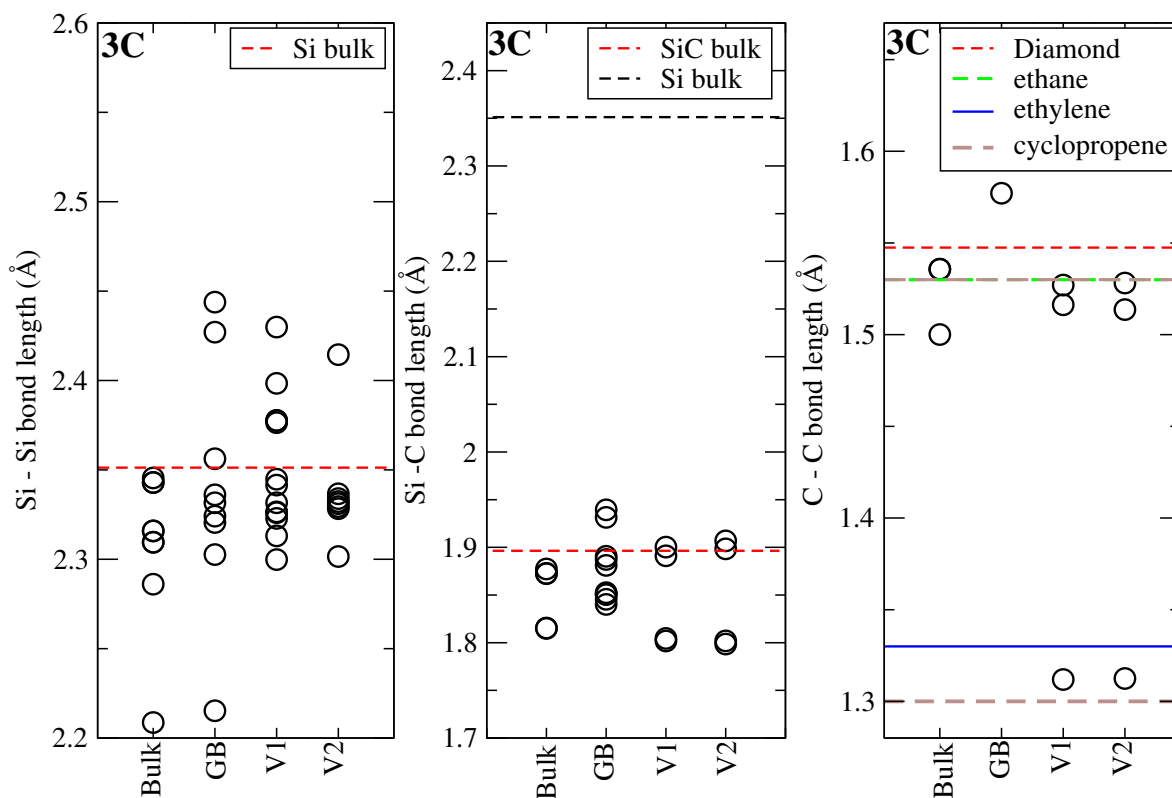 3C
Si bulk
Si - Si bond length (Å)
2.6
2.5
2.4
2.3
2.2
Bulk
GB
V1
V2
3C
SiC bulk
Si bulk
Si -C bond length (Å)
2.4
2.3
2.2
2.1
2
1.9
1.8
1.7
Bulk
GB
V1
V2
3C
Diamond
ethane
ethylene
cyclopropene
C - C bond length (Å)
1.6
1.5
1.4
1.3
Bulk
GB
V1
V2